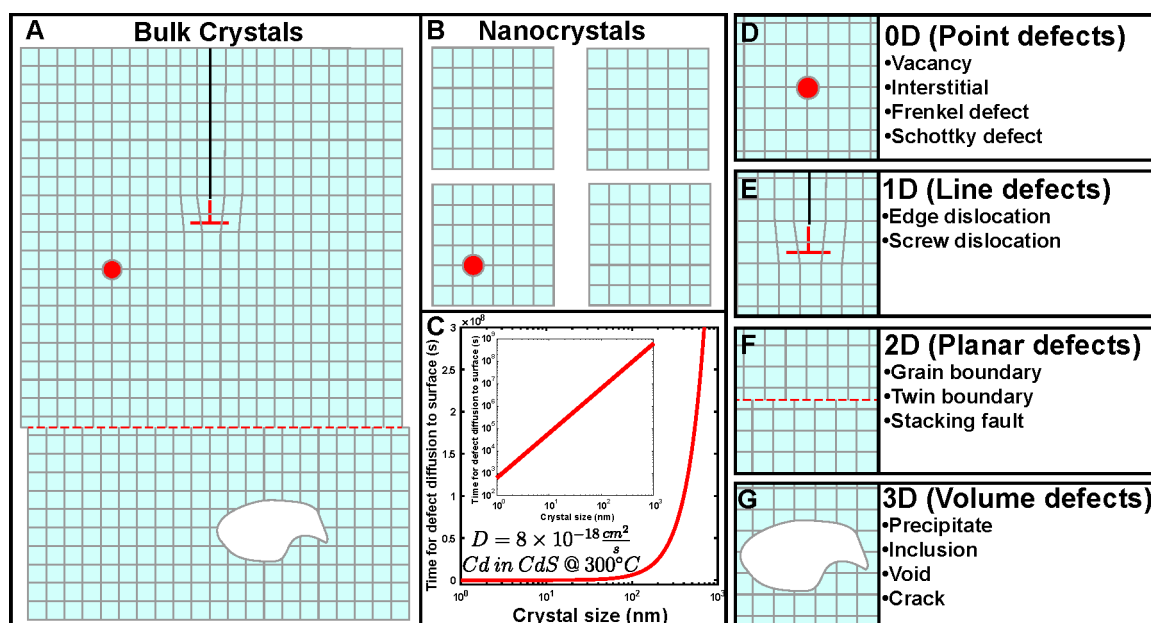 A
Bulk Crystals
B
Nanocrystals
C
×10⁸
3
2.5
2
1.5
1
0.5
0
Time for defect diffusion to surface (s)
10⁰
10¹
10²
10³
Crystal size (nm)
10⁹
10⁸
10⁷
10⁶
10⁵
10⁴
10³
10²
Time for defect diffusion to surface (s)
10⁰
10¹
10²
10³
Crystal size (nm)
D = 8 × 10⁻¹⁸ cm²/s
Cd in CdS @ 300°C
D
0D (Point defects)
•Vacancy
•Interstitial
•Frenkel defect
•Schottky defect
E
1D (Line defects)
•Edge dislocation
•Screw dislocation
F
2D (Planar defects)
•Grain boundary
•Twin boundary
•Stacking fault
G
3D (Volume defects)
•Precipitate
•Inclusion
•Void
•Crack